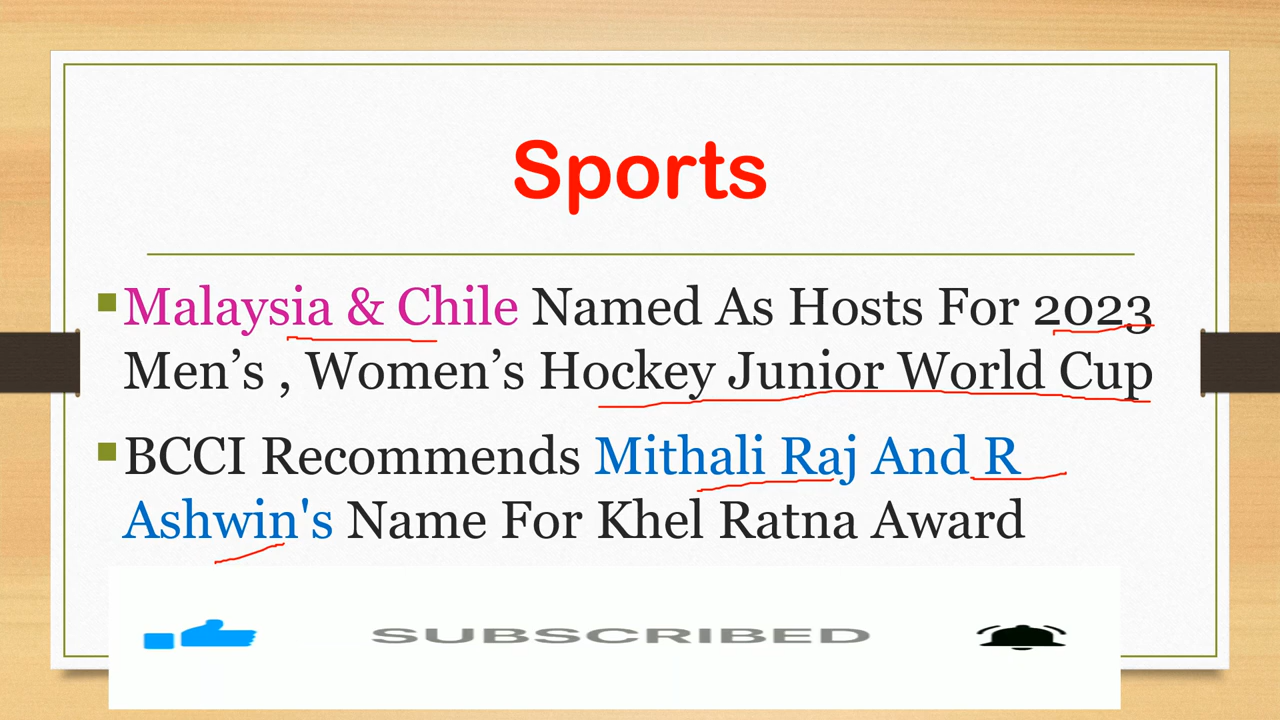 Sports
Malaysia & Chile Named As Hosts For 2023
Men’s , Women’s Hockey Junior World Cup
BCCI Recommends Mithali Raj And R
Ashwin's Name For Khel Ratna Award
SUBSCRIBED